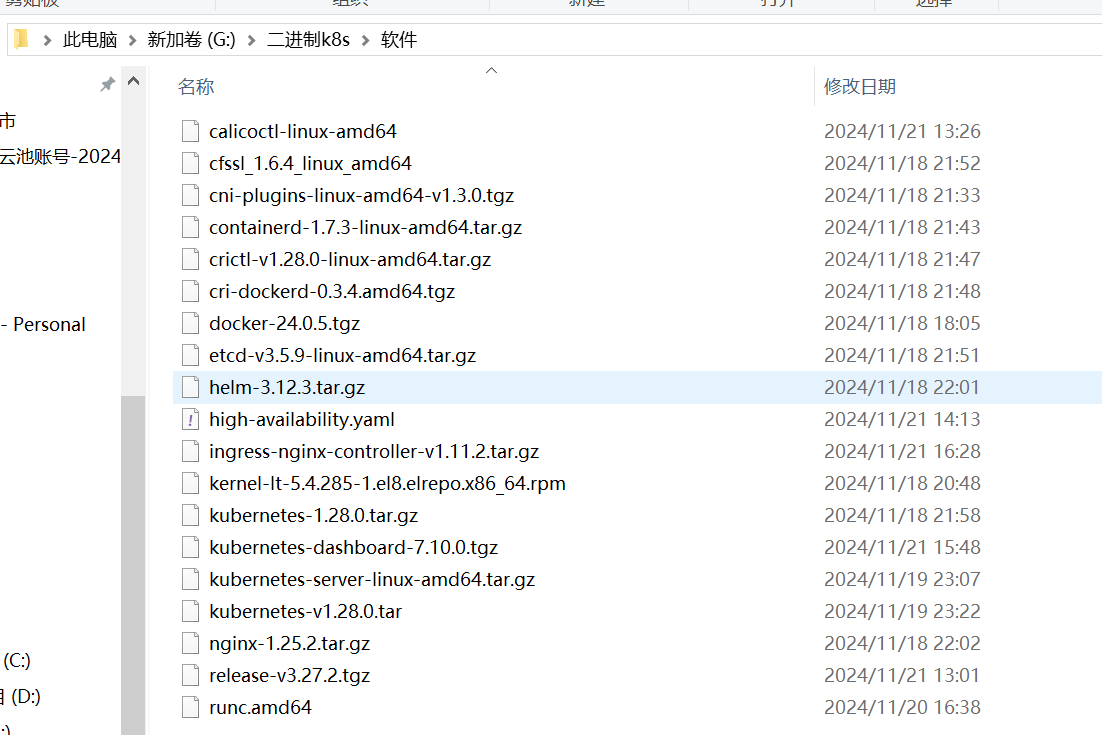 剪贴板 组织 新建 打开 选择
此电脑 新加卷 (G:) 二进制k8s 软件
名称 修改日期
市
云池账号-2024
- Personal
(C:)
(D:)
calicoctl-linux-amd64 2024/11/21 13:26
cfssl_1.6.4_linux_amd64 2024/11/18 21:52
cni-plugins-linux-amd64-v1.3.0.tgz 2024/11/18 21:33
containerd-1.7.3-linux-amd64.tar.gz 2024/11/18 21:43
crictl-v1.28.0-linux-amd64.tar.gz 2024/11/18 21:47
cri-dockerd-0.3.4.amd64.tgz 2024/11/18 21:48
docker-24.0.5.tgz 2024/11/18 18:05
etcd-v3.5.9-linux-amd64.tar.gz 2024/11/18 21:51
helm-3.12.3.tar.gz 2024/11/18 22:01
high-availability.yaml 2024/11/21 14:13
ingress-nginx-controller-v1.11.2.tar.gz 2024/11/21 16:28
kernel-lt-5.4.285-1.el8.elrepo.x86_64.rpm 2024/11/18 20:48
kubernetes-1.28.0.tar.gz 2024/11/18 21:58
kubernetes-dashboard-7.10.0.tgz 2024/11/21 15:48
kubernetes-server-linux-amd64.tar.gz 2024/11/19 23:07
kubernetes-v1.28.0.tar 2024/11/19 23:22
nginx-1.25.2.tar.gz 2024/11/18 22:02
release-v3.27.2.tgz 2024/11/21 13:01
runc.amd64 2024/11/20 16:38